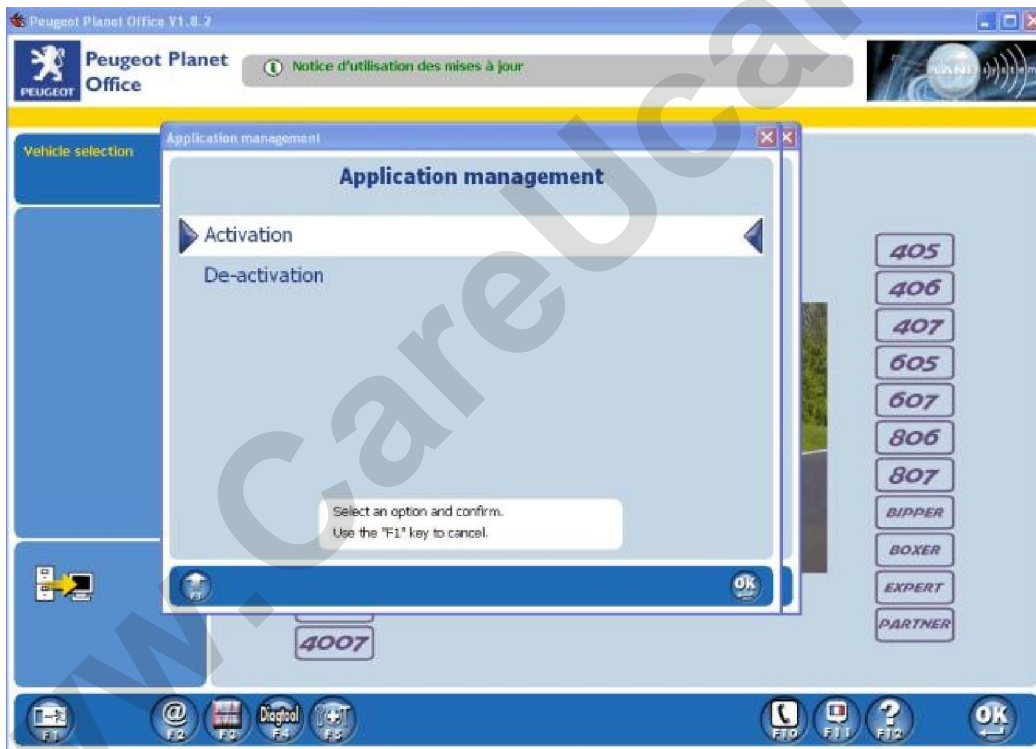 Peugeot Planet Office V1.8.2
PEUGEOT
Peugeot Planet
Office
Notice d'utilisation des mises à jour
Vehicle selection
Application management
Application management
Activation
De-activation
Select an option and confirm.
Use the "F1" key to cancel.
F1
OK
405
406
407
605
607
806
807
BIPPER
BOXER
EXPERT
PARTNER
4007
F1
@
F2
F3
Diagtool
F4
F5
F10
F11
?
F12
OK
www.CareUcar